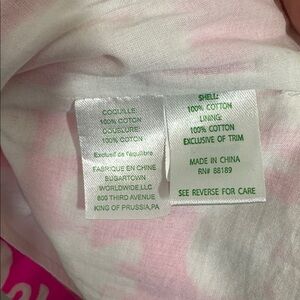 COQUILLE:
100% COTON
DOUBLURE:
100% COTON
Exclusif de l'équilibre
FABRIQUE EN CHINE
SUGARTOWN
WORLDWIDE, LLC
800 THIRD AVENUE
KING OF PRUSSIA, PA
SHELL:
100% COTTON
LINING:
100% COTTON
EXCLUSIVE OF TRIM
MADE IN CHINA
RN# 88189
SEE REVERSE FOR CARE